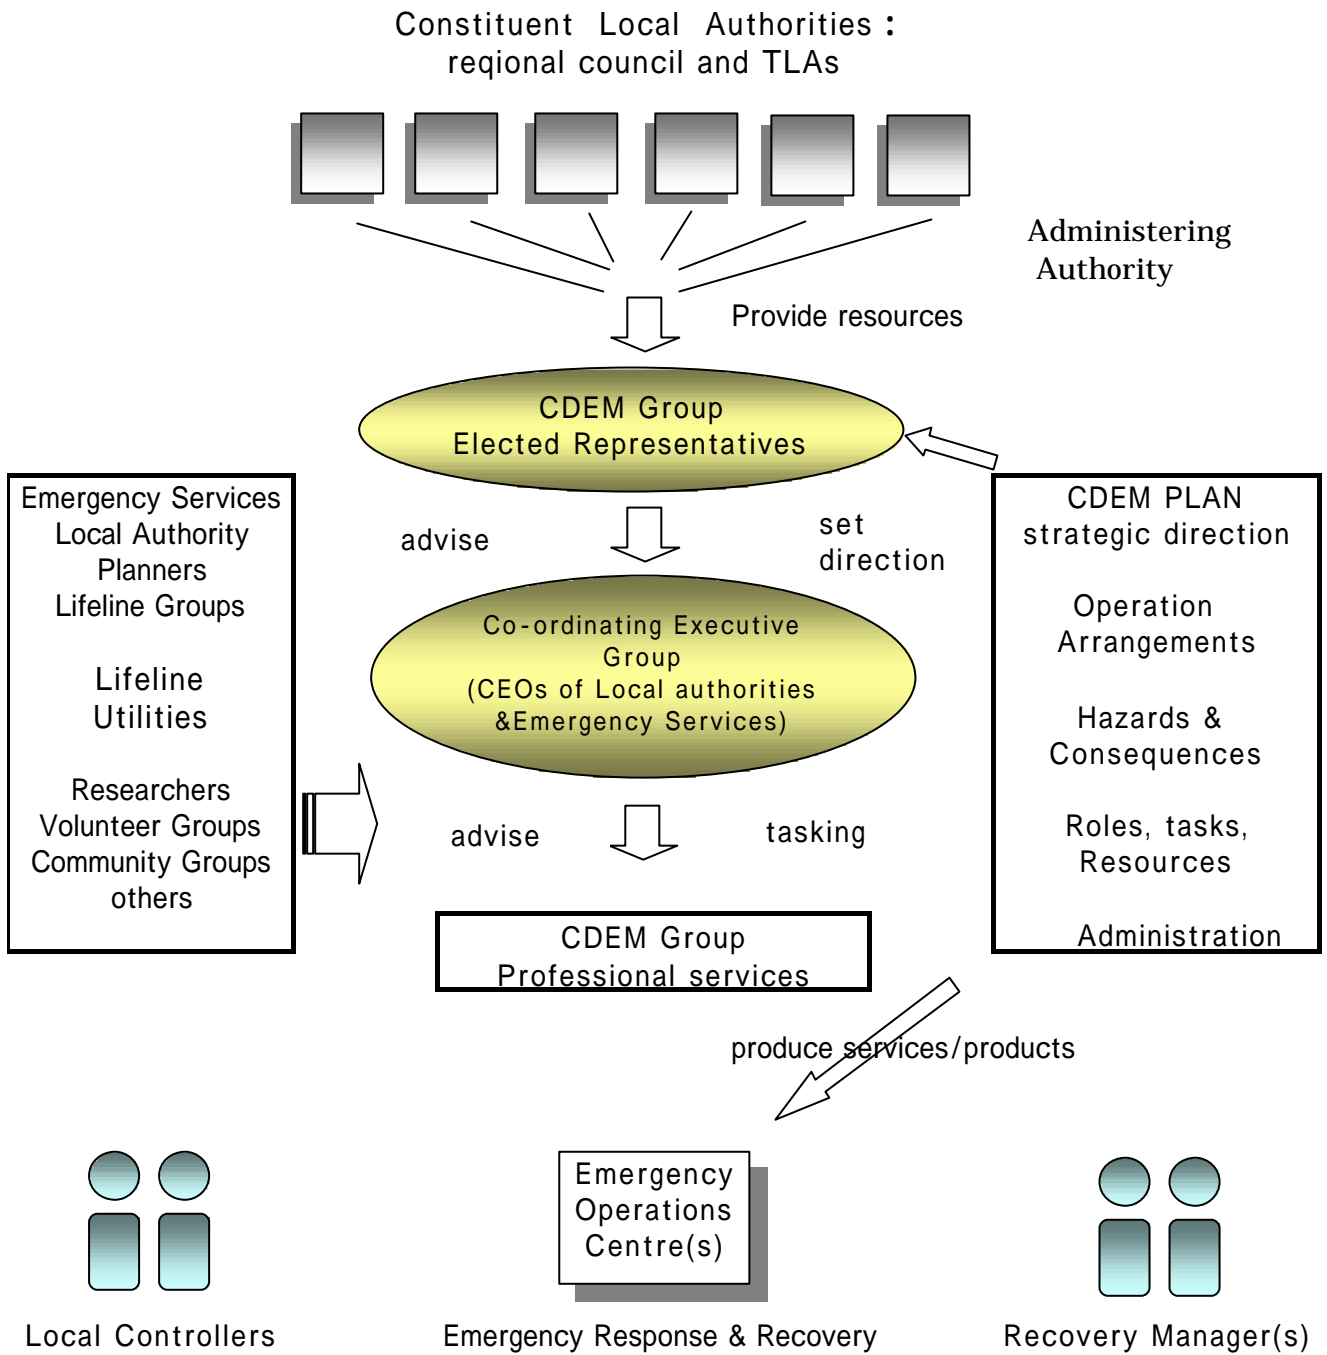 Constituent Local Authorities :
reqional council and TLAs
Administering
Authority
Provide resources
CDEM Group
Elected Representatives
Emergency Services
Local Authority
Planners
Lifeline Groups
Lifeline
Utilities
Researchers
Volunteer Groups
Community Groups
others
advise
set
direction
CDEM PLAN
strategic direction
Operation
Arrangements
Hazards &
Consequences
Roles, tasks,
Resources
Administration
Co-ordinating Executive
Group
(CEOs of Local authorities
&Emergency Services)
advise
tasking
CDEM Group
Professional services
produce services/products
Emergency
Operations
Centre(s)
Local Controllers
Emergency Response & Recovery
Recovery Manager(s)